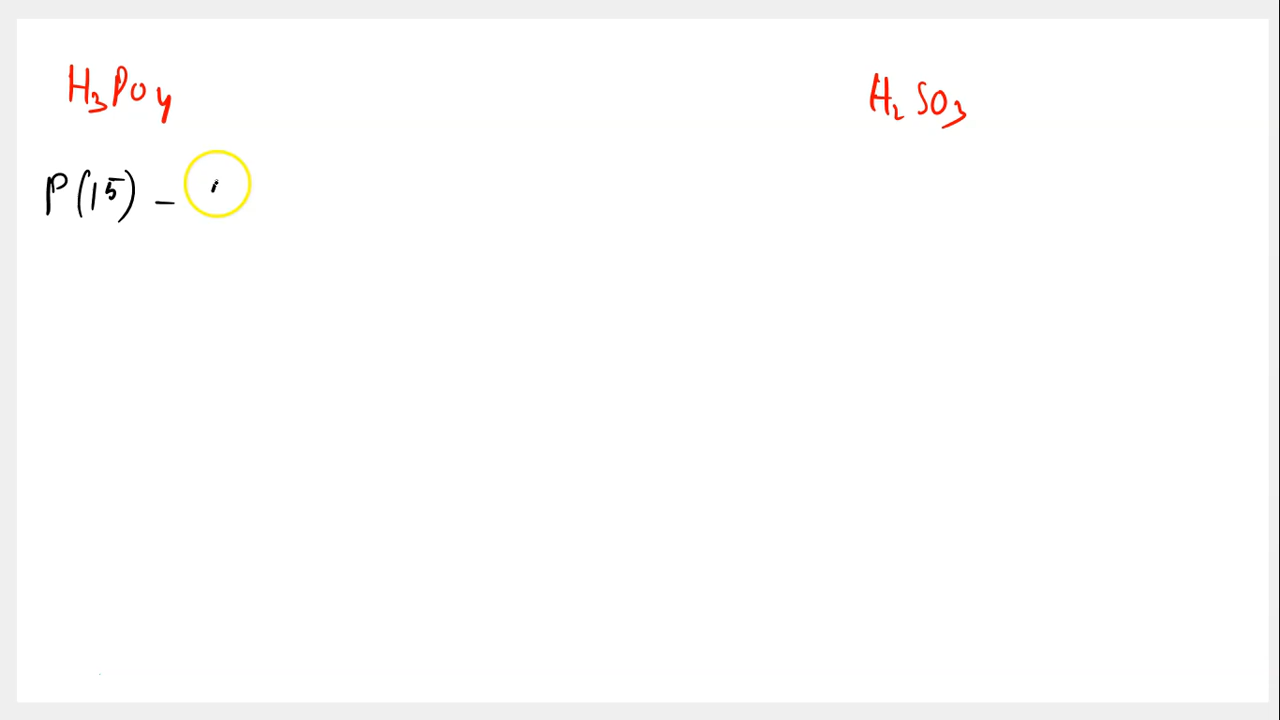 H₃PO₄
H₂SO₃
P(15) –